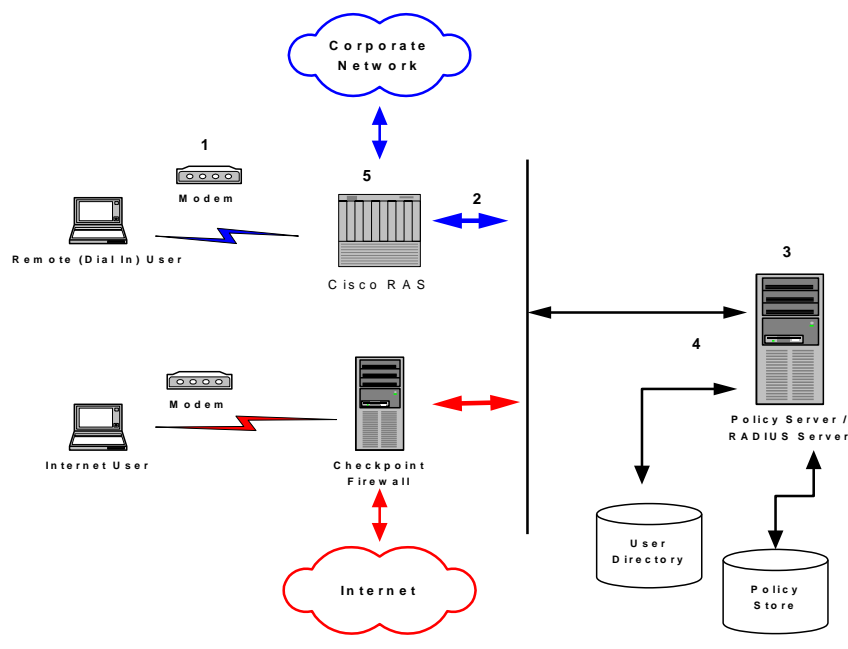 Corporate
Network
1
Modem
5
2
Remote (Dial In) User
Cisco RAS
3
4
Modem
Internet User
Checkpoint
Firewall
Policy Server /
RADIUS Server
User
Directory
Internet
Policy
Store